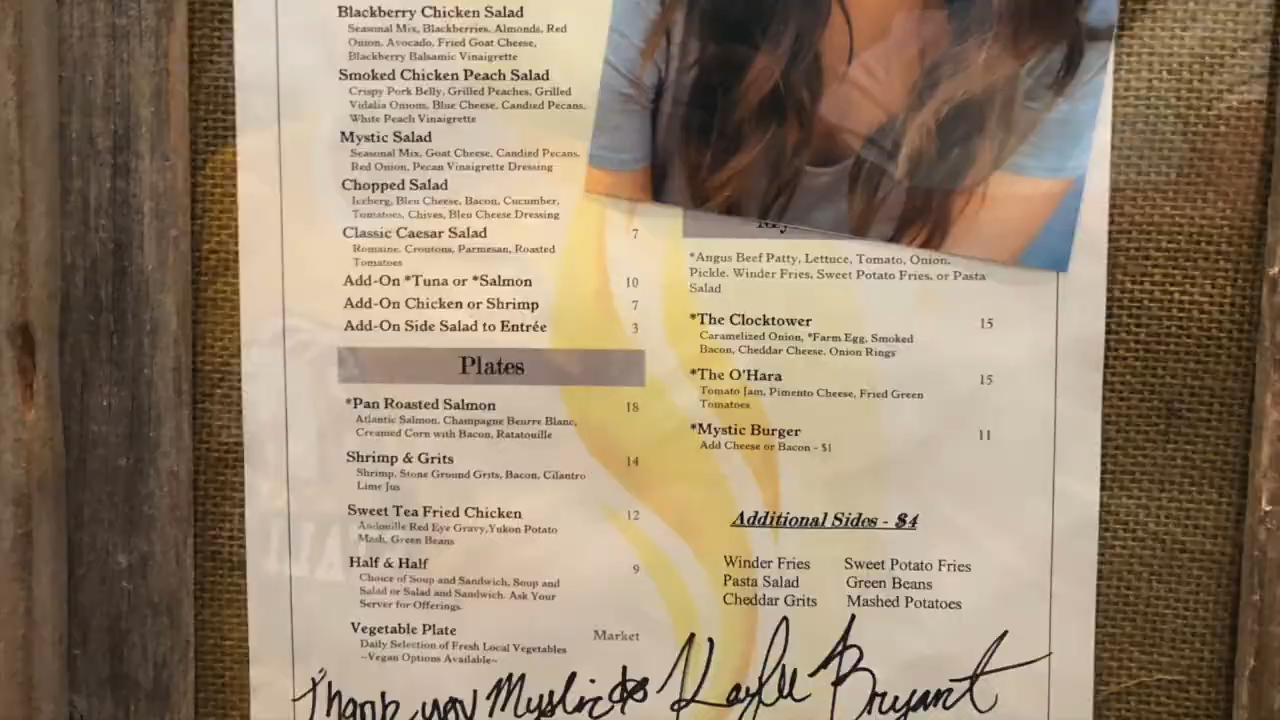 Blackberry Chicken Salad
Seasonal Mix, Blackberries, Almonds, Red
Onion, Avocado, Fried Goat Cheese,
Blackberry Balsamic Vinaigrette
Smoked Chicken Peach Salad
Crispy Pork Belly, Grilled Peaches, Grilled
Vidalia Onions, Blue Cheese, Candied Pecans,
White Peach Vinaigrette
Mystic Salad
Seasonal Mix, Goat Cheese, Candied Pecans,
Red Onion, Pecan Vinaigrette Dressing
Chopped Salad
Iceberg, Bleu Cheese, Bacon, Cucumber,
Tomatoes, Chives, Bleu Cheese Dressing
Classic Caesar Salad 7
Romaine, Croutons, Parmesan, Roasted
Tomatoes
Add-On *Tuna or *Salmon 10
Add-On Chicken or Shrimp 7
Add-On Side Salad to Entrée 3
Plates
*Pan Roasted Salmon 18
Atlantic Salmon, Champagne Beurre Blanc,
Creamed Corn with Bacon, Ratatouille
Shrimp & Grits 14
Shrimp, Stone Ground Grits, Bacon, Cilantro
Lime Jus
Sweet Tea Fried Chicken 12
Andouille Red Eye Gravy,Yukon Potato
Mash, Green Beans
Half & Half 9
Choice of Soup and Sandwich, Soup and
Salad or Salad and Sandwich. Ask Your
Server for Offerings.
Vegetable Plate Market
Daily Selection of Fresh Local Vegetables
~Vegan Options Available~
*Angus Beef Patty, Lettuce, Tomato, Onion,
Pickle. Winder Fries, Sweet Potato Fries, or Pasta
Salad
*The Clocktower 15
Caramelized Onion, *Farm Egg, Smoked
Bacon, Cheddar Cheese, Onion Rings
*The O'Hara 15
Tomato Jam, Pimento Cheese, Fried Green
Tomatoes
*Mystic Burger 11
Add Cheese or Bacon - $1
Additional Sides - $4
Winder Fries Sweet Potato Fries
Pasta Salad Green Beans
Cheddar Grits Mashed Potatoes
Thank you Mystic Kaylee Bryant